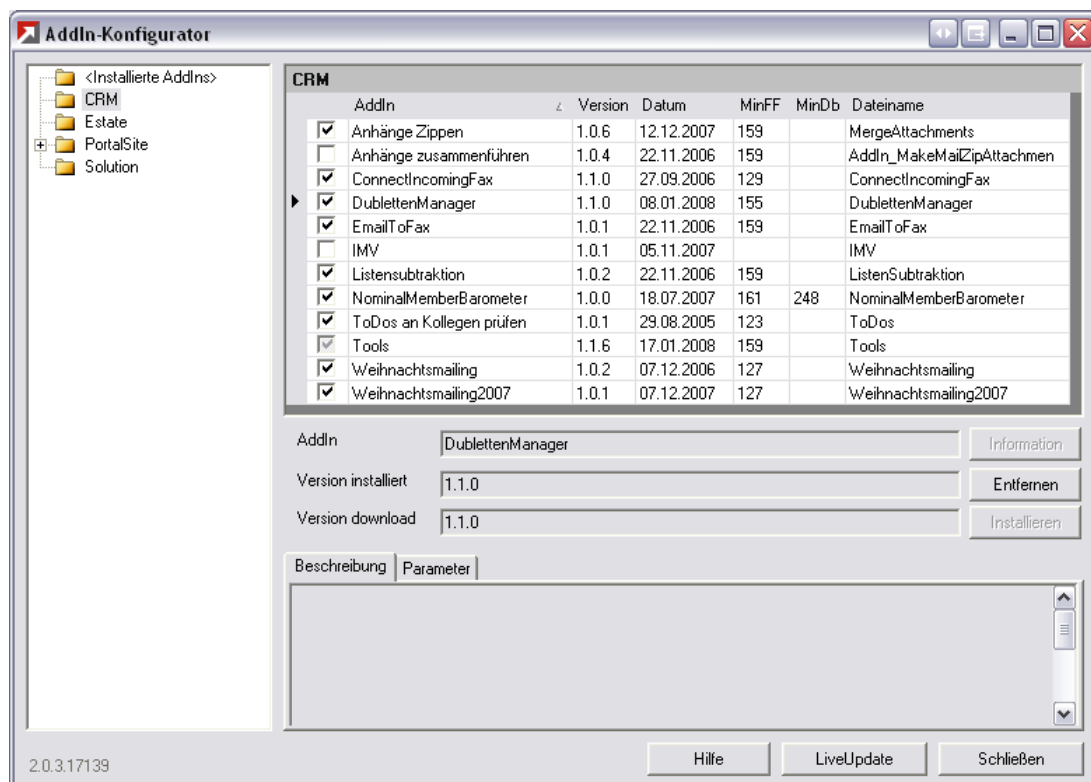 AddIn-Konfigurator
<Installierte AddIns>
CRM
Estate
PortalSite
Solution
CRM
AddIn Version Datum MinFF MinDb Dateiname
Anhänge Zippen 1.0.6 12.12.2007 159 MergeAttachments
Anhänge zusammenführen 1.0.4 22.11.2006 159 AddIn_MakeMailZipAttachmen
ConnectIncomingFax 1.1.0 27.09.2006 129 ConnectIncomingFax
DublettenManager 1.1.0 08.01.2008 155 DublettenManager
EmailToFax 1.0.1 22.11.2006 159 EmailToFax
IMV 1.0.1 05.11.2007 IMV
Listensubtraktion 1.0.2 22.11.2006 159 ListenSubtraktion
NominalMemberBarometer 1.0.0 18.07.2007 161 248 NominalMemberBarometer
ToDos an Kollegen prüfen 1.0.1 29.08.2005 123 ToDos
Tools 1.1.6 17.01.2008 159 Tools
Weihnachtsmailing 1.0.2 07.12.2006 127 Weihnachtsmailing
Weihnachtsmailing2007 1.0.1 07.12.2007 127 Weihnachtsmailing2007
AddIn DublettenManager Information
Version installiert 1.1.0 Entfernen
Version download 1.1.0 Installieren
Beschreibung Parameter
2.0.3.17139 Hilfe LiveUpdate Schließen